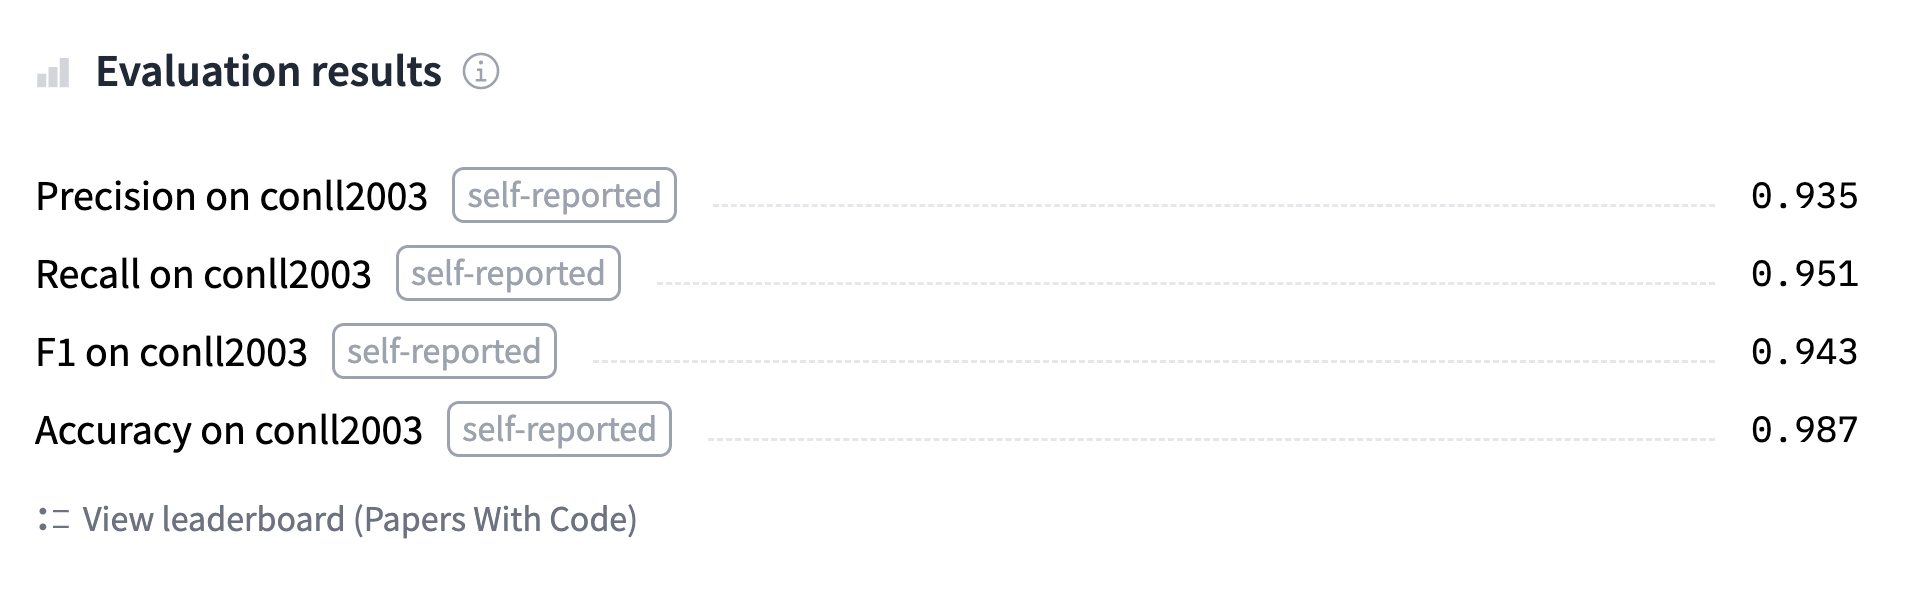 Evaluation results
Precision on conll2003 self-reported 0.935
Recall on conll2003 self-reported 0.951
F1 on conll2003 self-reported 0.943
Accuracy on conll2003 self-reported 0.987
View leaderboard (Papers With Code)